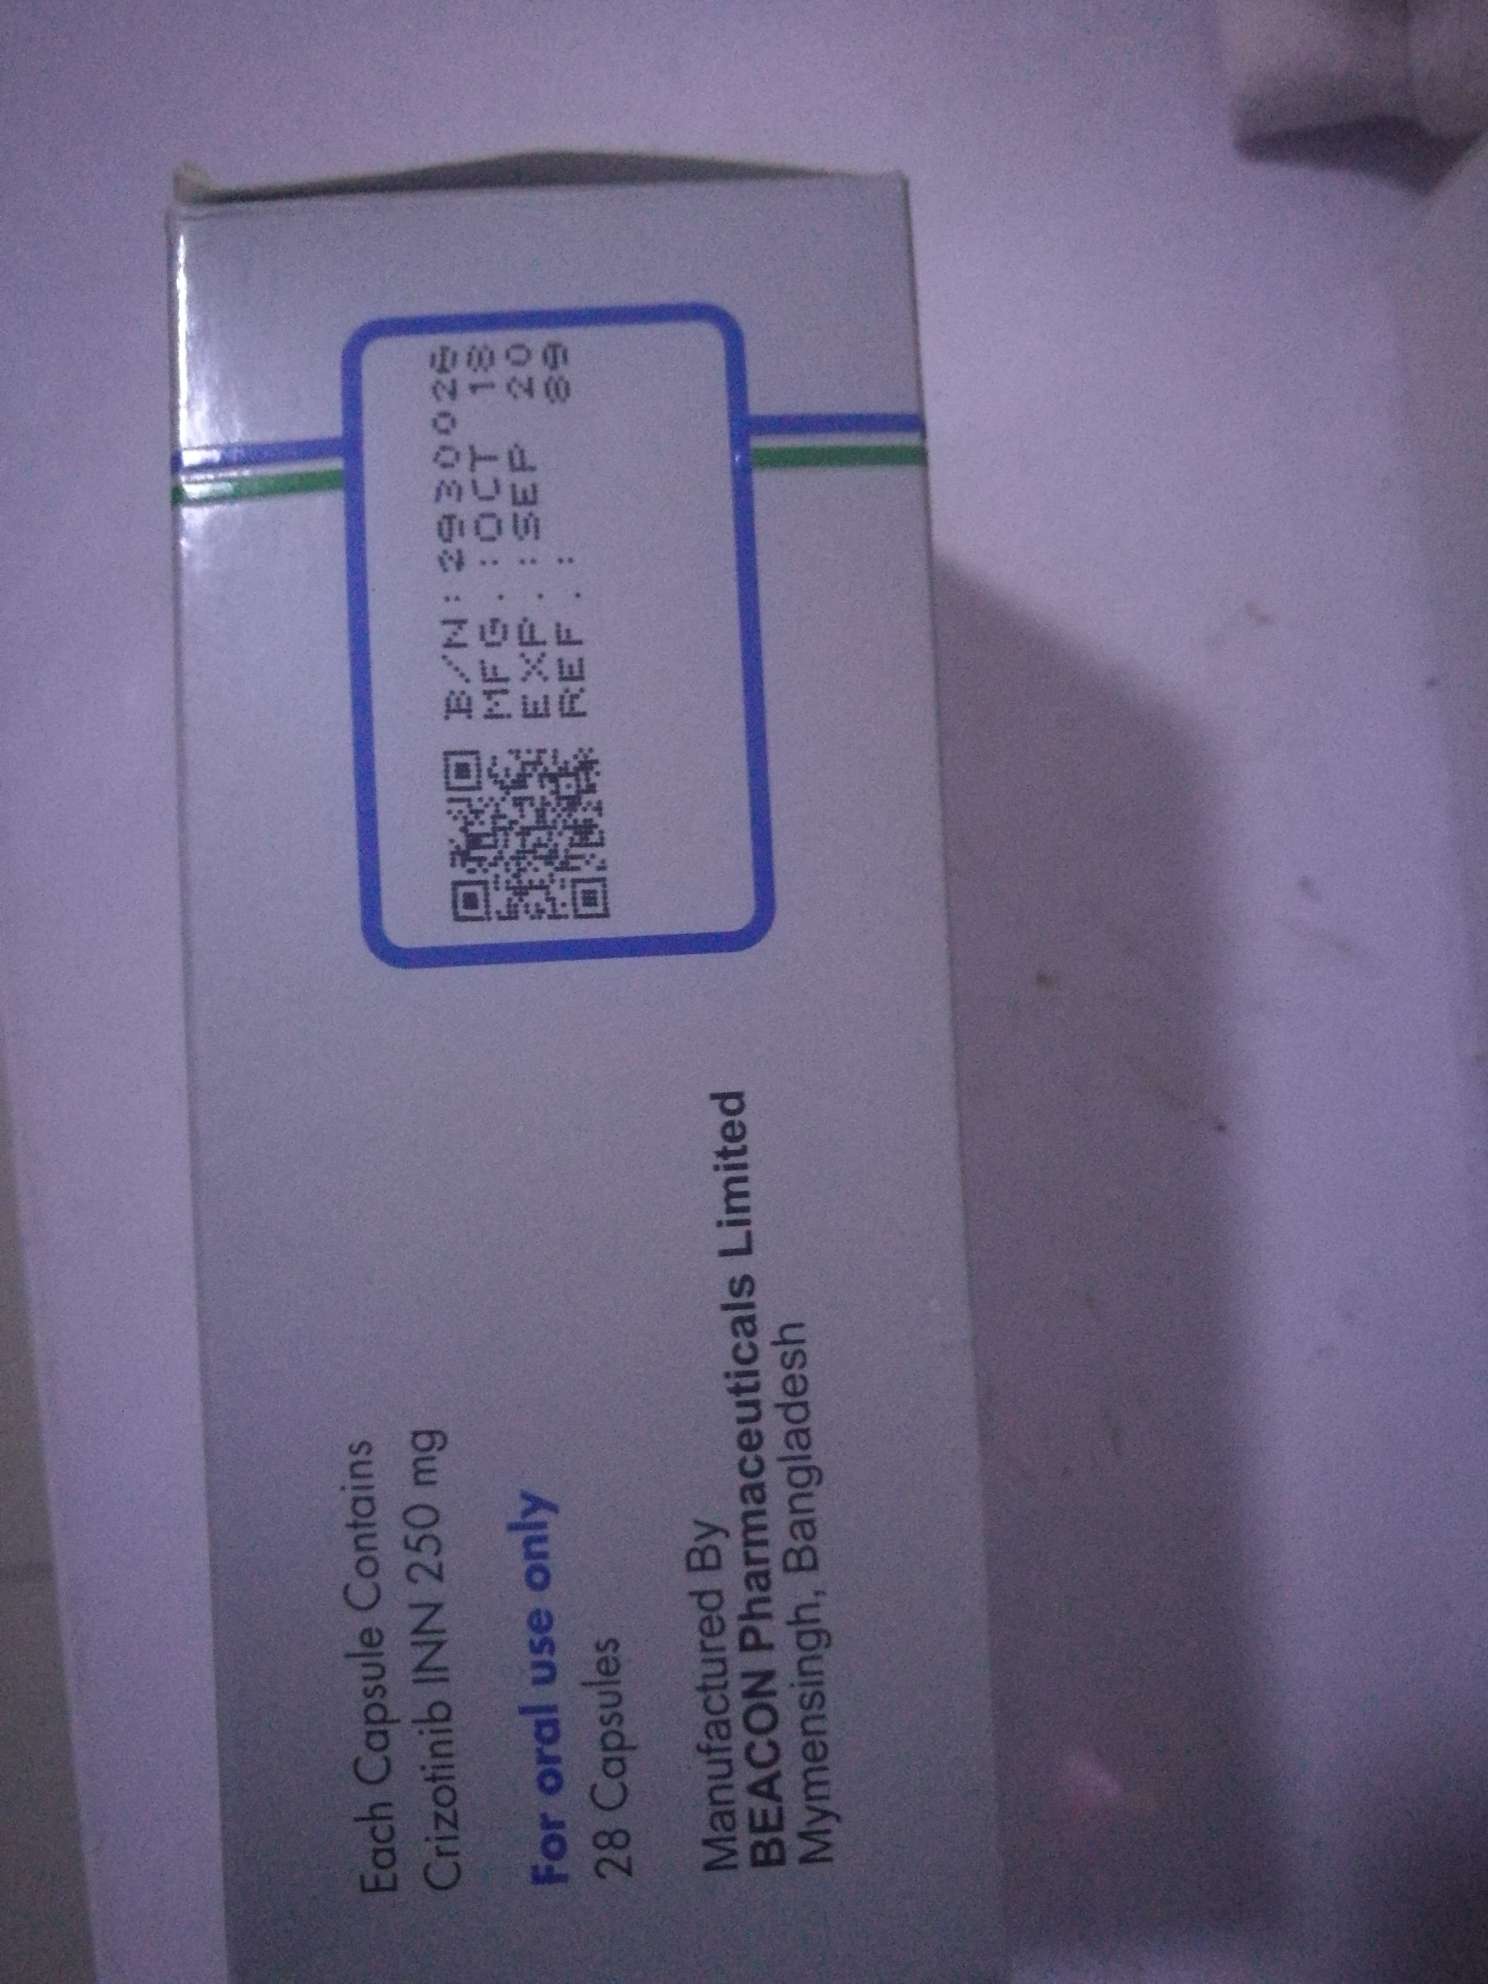 Each Capsule Contains
Crizotinib INN 250 mg
For oral use only
28 Capsules
Manufactured By
BEACON Pharmaceuticals Limited
Mymensingh, Bangladesh
B/N:
MFG.:OCT 18
EXP.:SEP 20
REF.: 89